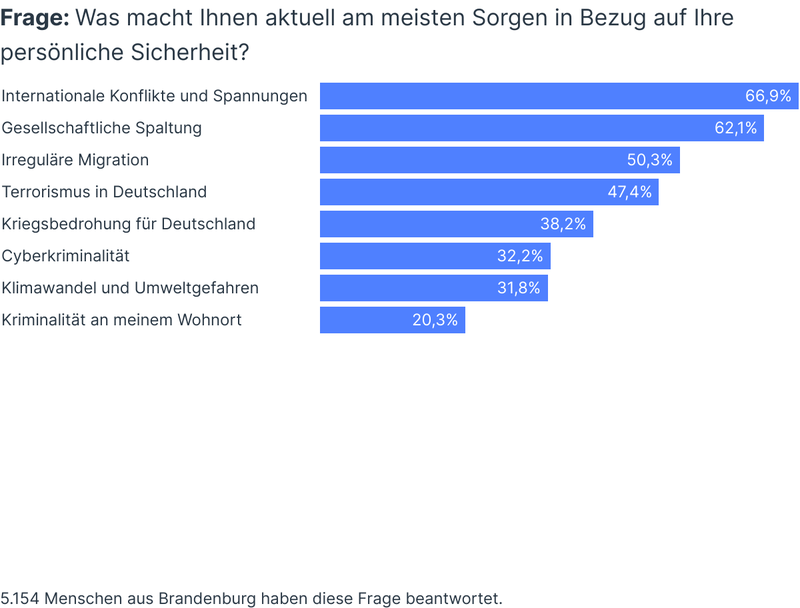 Frage: Was macht Ihnen aktuell am meisten Sorgen in Bezug auf Ihre
persönliche Sicherheit?
Internationale Konflikte und Spannungen 66,9%
Gesellschaftliche Spaltung 62,1%
Irreguläre Migration 50,3%
Terrorismus in Deutschland 47,4%
Kriegsbedrohung für Deutschland 38,2%
Cyberkriminalität 32,2%
Klimawandel und Umweltgefahren 31,8%
Kriminalität an meinem Wohnort 20,3%
5.154 Menschen aus Brandenburg haben diese Frage beantwortet.